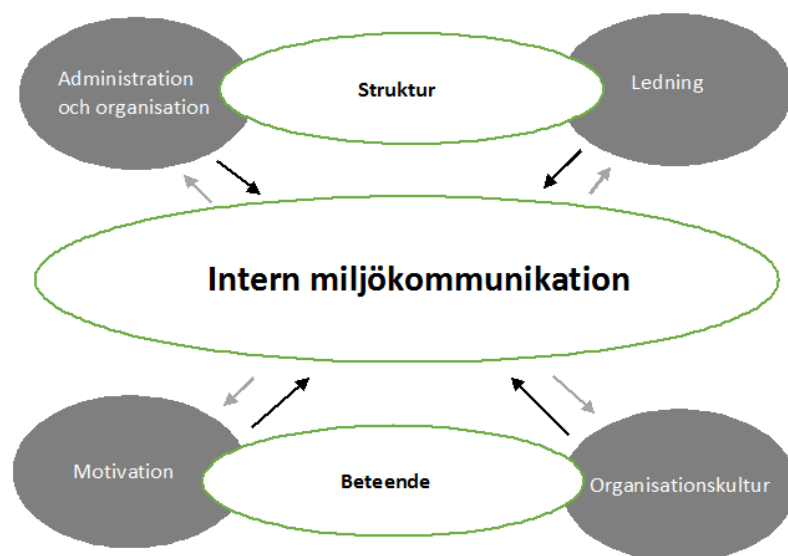 Administration
och organisation
Struktur
Ledning
Intern miljökommunikation
Motivation
Beteende
Organisationskultur